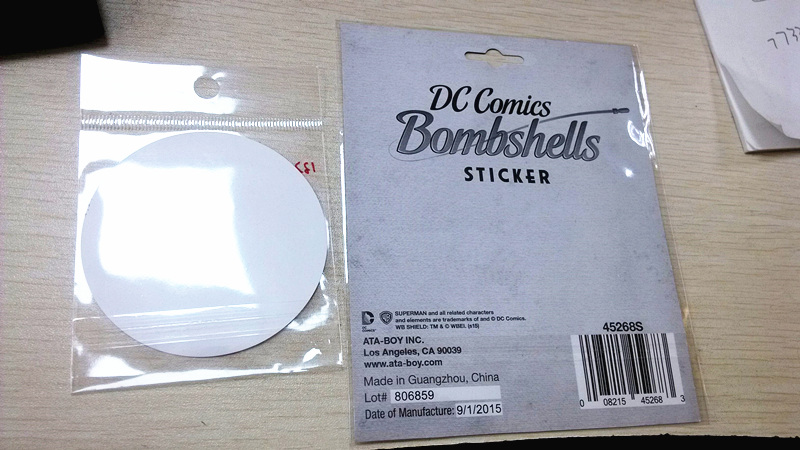 DC Comics
Bombshells
STICKER
SUPERMAN and all related characters
and elements are trademarks of and © DC Comics.
WB SHIELD: TM & © WBEI. (s15)
ATA-BOY INC.
Los Angeles, CA 90039
www.ata-boy.com
Made in Guangzhou, China
Lot# 806859
Date of Manufacture: 9/1/2015
45268S
0 08215 45268 3